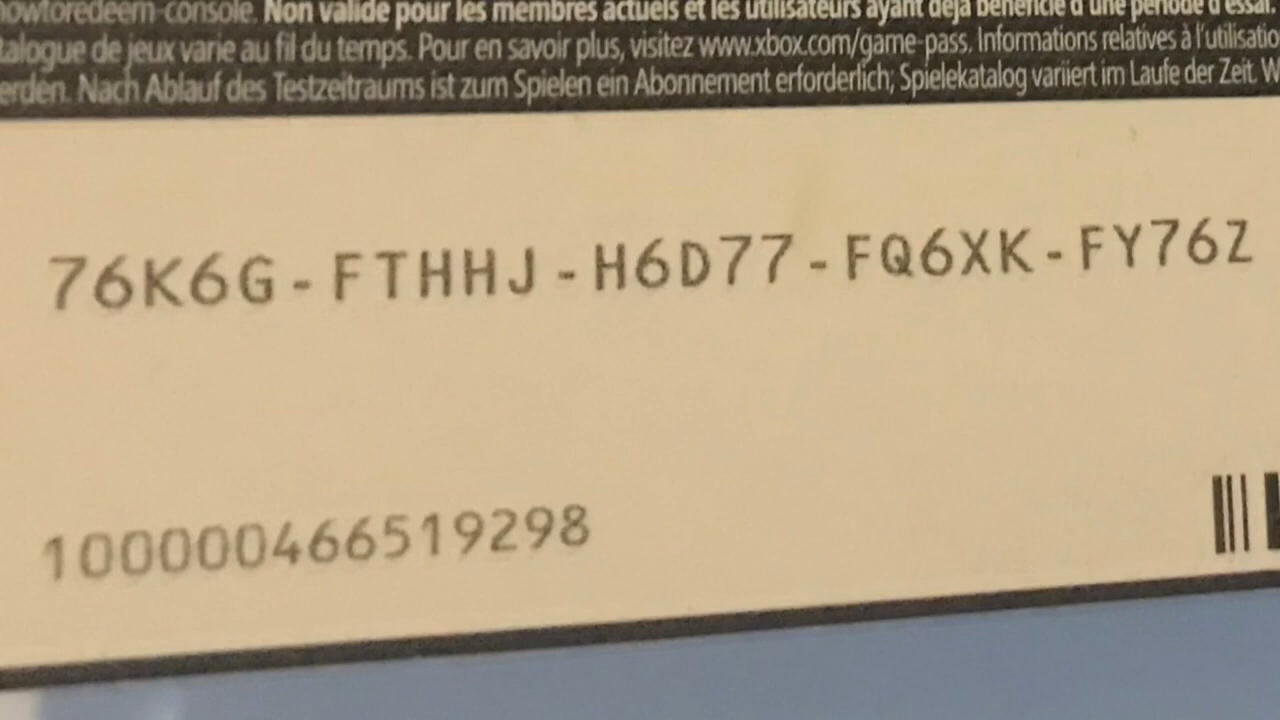 howtoredeem-console. Non valide pour les membres actuels et les utilisateurs ayant déjà bénéficié d'une période d'essai.
talogue de jeux varie au fil du temps. Pour en savoir plus, visitez www.xbox.com/game-pass. Informations relatives à l'utilisatio
erden. Nach Ablauf des Testzeitraums ist zum Spielen ein Abonnement erforderlich; Spielekatalog variiert im Laufe der Zeit. W
76K6G-FTHHJ-H6D77-FQ6XK-FY76Z
100000466519298